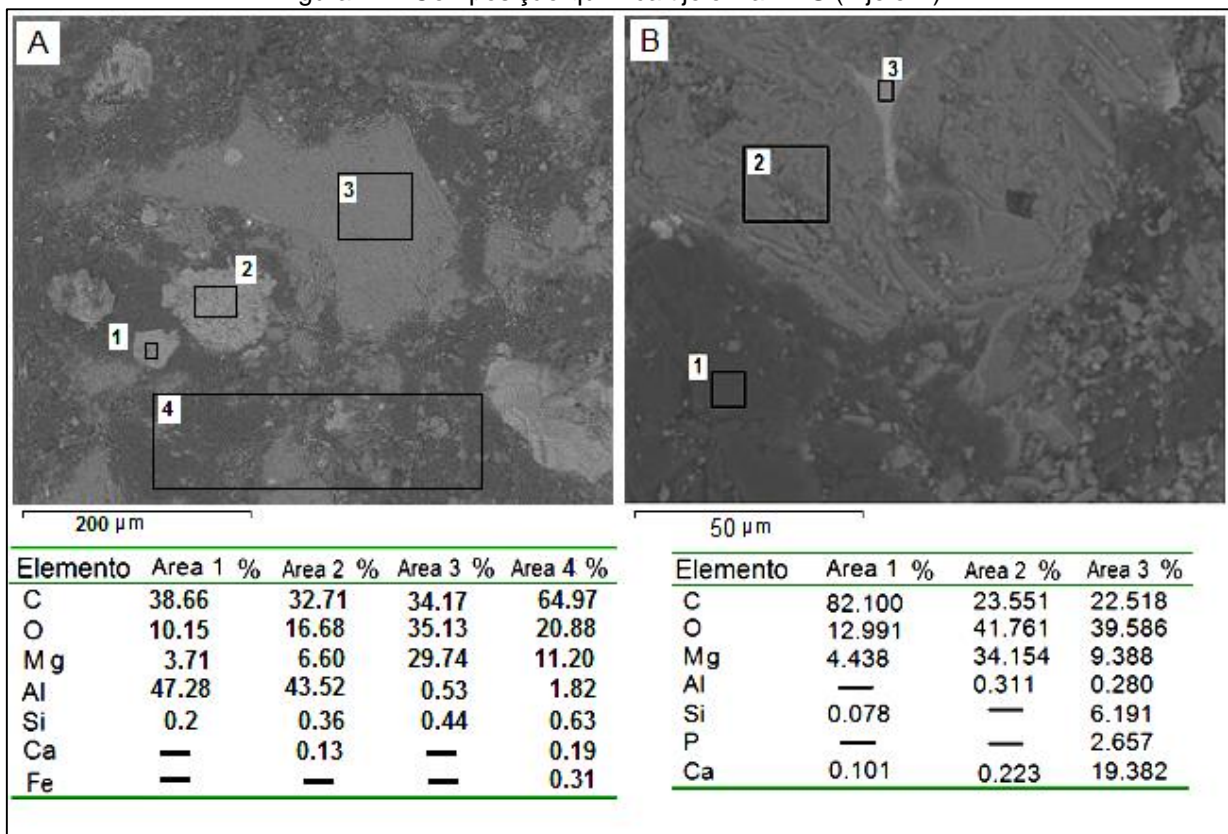 A
3
2
1
4
200 µm
B
3
2
1
50 µm
Elemento Area 1 % Area 2 % Area 3 % Area 4 %
C 38.66 32.71 34.17 64.97
O 10.15 16.68 35.13 20.88
Mg 3.71 6.60 29.74 11.20
Al 47.28 43.52 0.53 1.82
Si 0.2 0.36 0.44 0.63
Ca — 0.13 — 0.19
Fe — — — 0.31
Elemento Area 1 % Area 2 % Area 3 %
C 82.100 23.551 22.518
O 12.991 41.761 39.586
Mg 4.438 34.154 9.388
Al — 0.311 0.280
Si 0.078 — 6.191
P — — 2.657
Ca 0.101 0.223 19.382